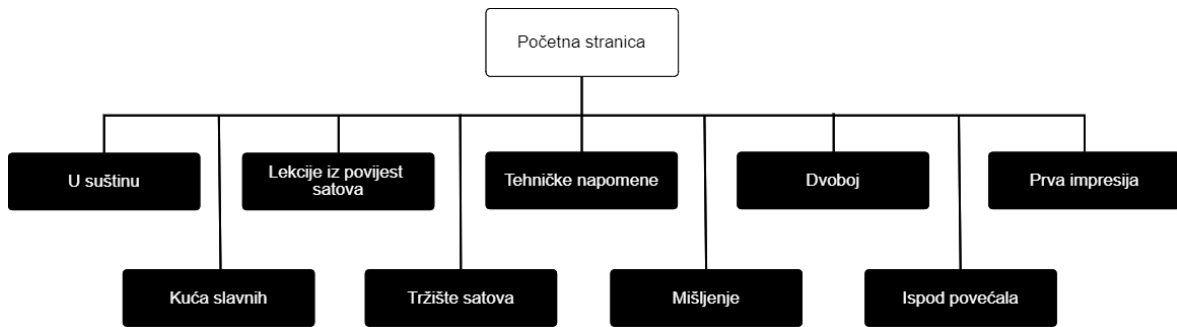 Početna stranica
U suštinu
Lekcije iz povijest
satova
Tehničke napomene
Dvoboj
Prva impresija
Kuća slavnih
Tržište satova
Mišljenje
Ispod povećala